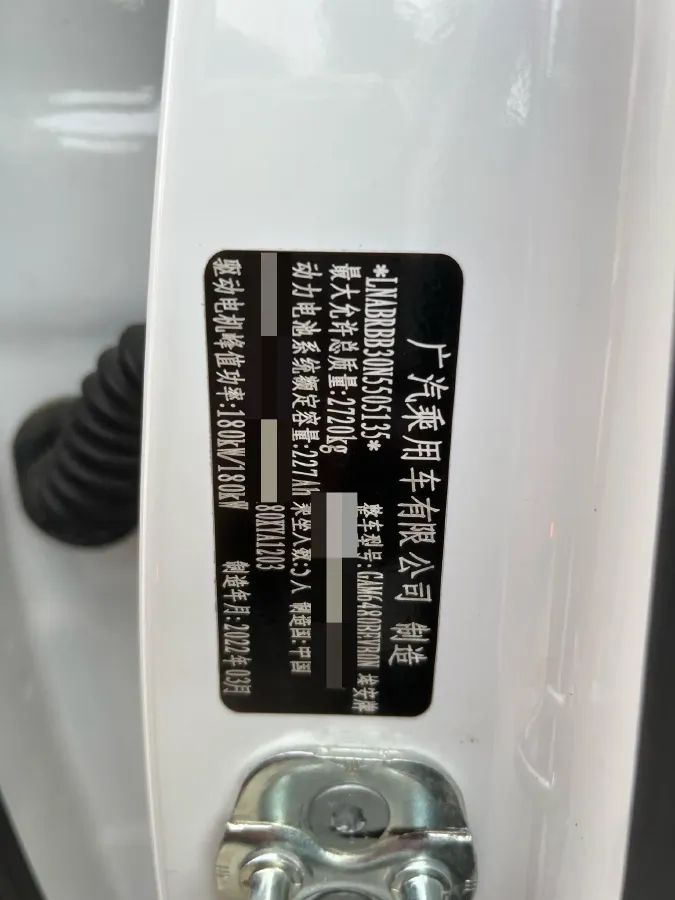 广汽乘用车有限公司 制造
*LNABRBB30N5505135* 整车型号:GAM6480BEVB0N 埃安牌
最大允许总质量:2720kg
动力电池系统额定容量:227Ah 乘坐人数:5人 制造国:中国
80XTA1203
驱动电机峰值功率:180kW/180kW 制造年月:2022年03月